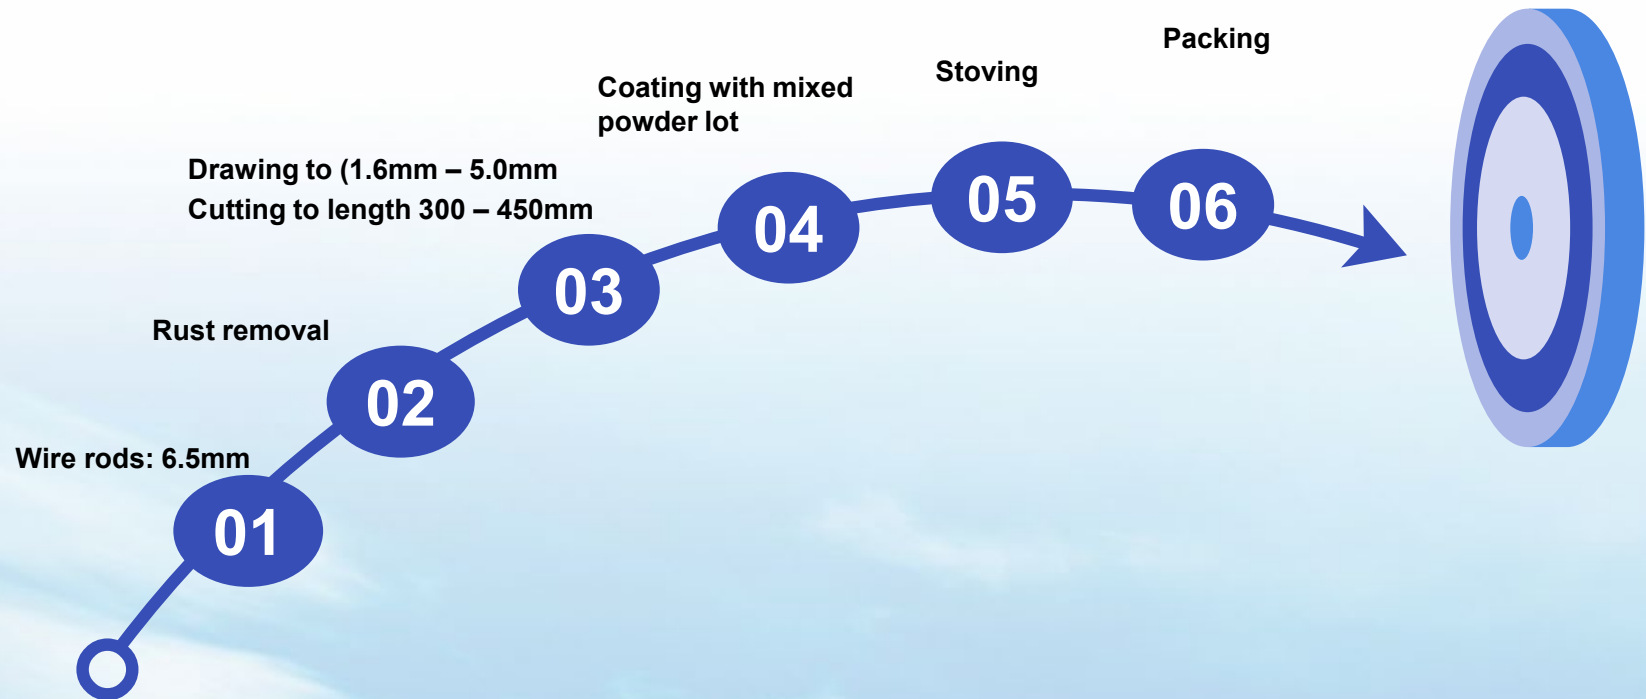 Wire rods: 6.5mm
01
Rust removal
02
Drawing to (1.6mm – 5.0mm
Cutting to length 300 – 450mm
03
Coating with mixed
powder lot
04
Stoving
05
Packing
06